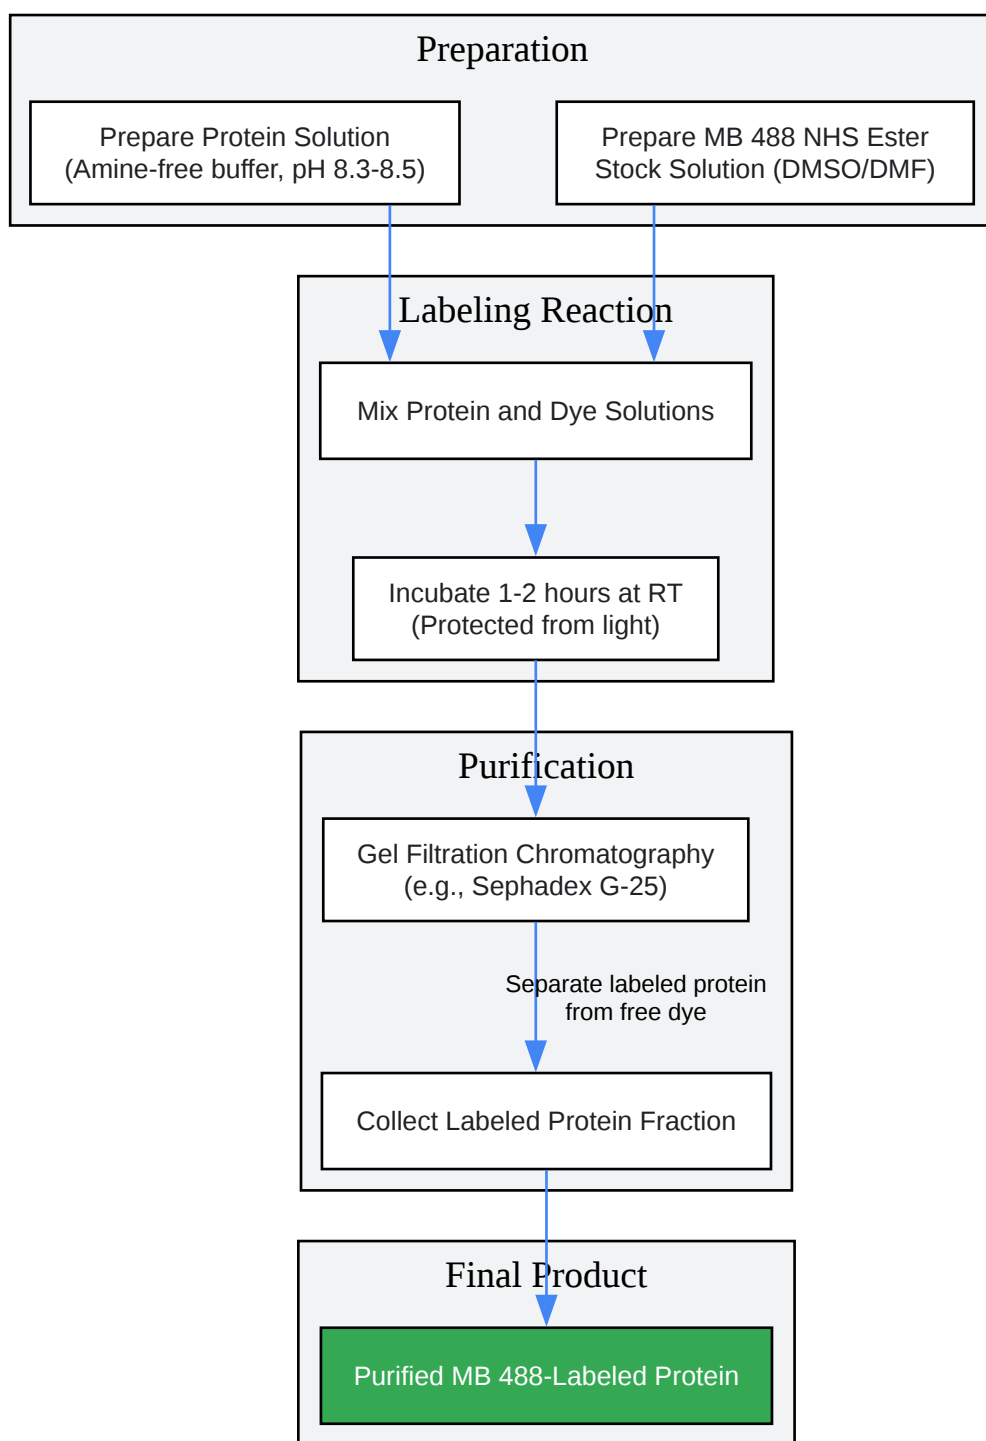 Preparation
Prepare Protein Solution
(Amine-free buffer, pH 8.3-8.5)
Prepare MB 488 NHS Ester
Stock Solution (DMSO/DMF)
Labeling Reaction
Mix Protein and Dye Solutions
Incubate 1-2 hours at RT
(Protected from light)
Purification
Gel Filtration Chromatography
(e.g., Sephadex G-25)
Separate labeled protein
from free dye
Collect Labeled Protein Fraction
Final Product
Purified MB 488-Labeled Protein